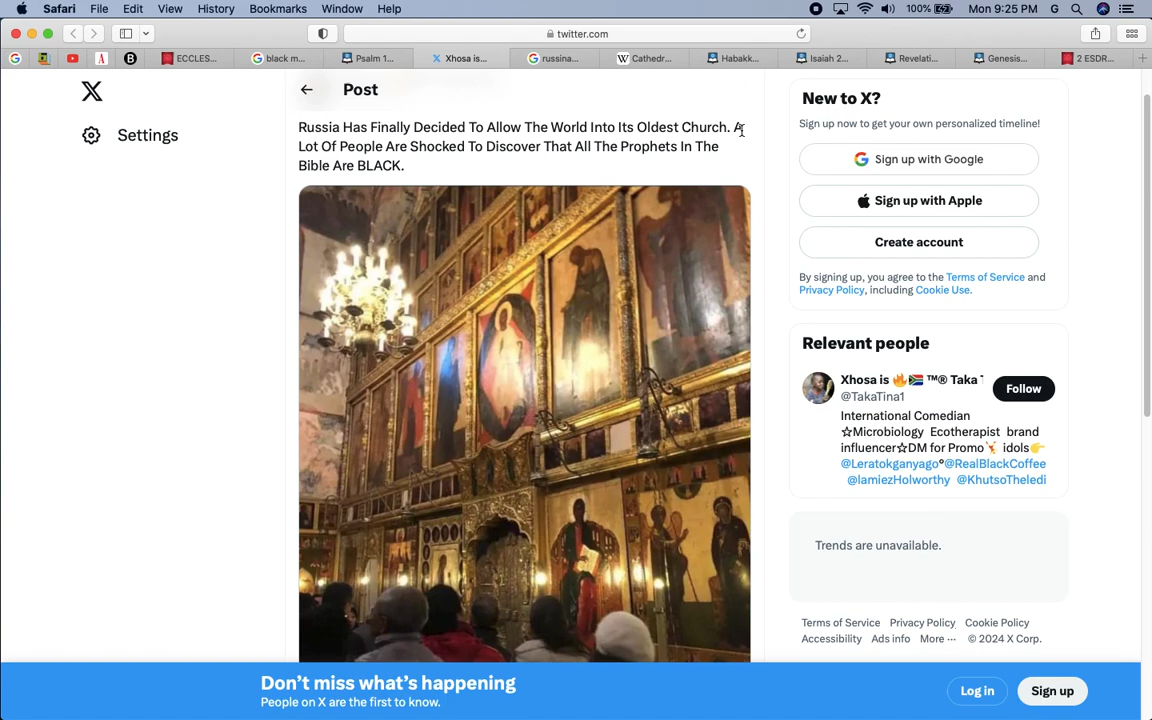 Safari File Edit View History Bookmarks Window Help 100% Mon 9:25 PM G
twitter.com
ECCLES... black m... Psalm 1... Xhosa is... russina... Cathedr... Habakk... Isaiah 2... Revelati... Genesis... 2 ESDR...
Post
Settings
Russia Has Finally Decided To Allow The World Into Its Oldest Church. A
Lot Of People Are Shocked To Discover That All The Prophets In The
Bible Are BLACK.
New to X?
Sign up now to get your own personalized timeline!
Sign up with Google
Sign up with Apple
Create account
By signing up, you agree to the Terms of Service and
Privacy Policy, including Cookie Use.
Relevant people
Xhosa is 🔥🇿🇦 ™® Taka T
@TakaTina1
Follow
International Comedian
☆Microbiology Ecotherapist brand
influencer☆DM for Promo💃 idols👉
@Leratokganyago°@RealBlackCoffee
@IamiezHolworthy @KhutsoTheledi
Trends are unavailable.
Terms of Service Privacy Policy Cookie Policy
Accessibility Ads info More ··· © 2024 X Corp.
Don't miss what's happening
People on X are the first to know.
Log in
Sign up